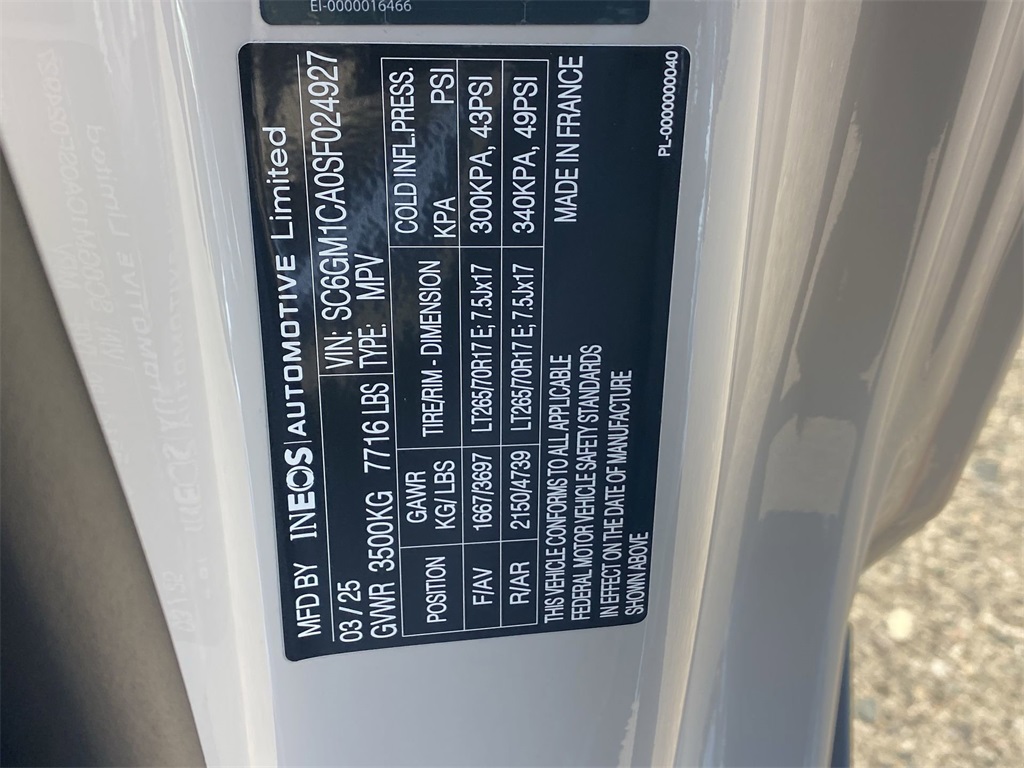 EI-0000016466
MFD BY INEOS | AUTOMOTIVE Limited
03 / 25 VIN: SC6GM1CA0SF024927
GVWR 3500KG 7716 LBS TYPE: MPV
POSITION GAWR KG/ LBS TIRE/RIM - DIMENSION COLD INFL.PRESS. KPA PSI
F/AV 1667/3697 LT265/70R17 E; 7.5Jx17 300KPA, 43PSI
R/AR 2150/4739 LT265/70R17 E; 7.5Jx17 340KPA, 49PSI
THIS VEHICLE CONFORMS TO ALL APPLICABLE
FEDERAL MOTOR VEHICLE SAFETY STANDARDS
IN EFFECT ON THE DATE OF MANUFACTURE
SHOWN ABOVE
MADE IN FRANCE
PL-0000000040